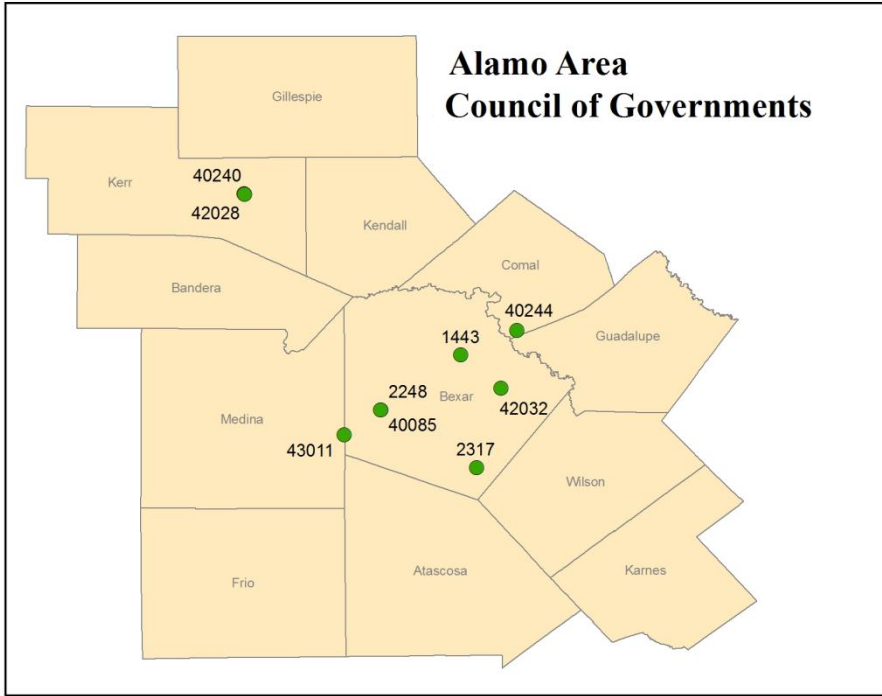 Alamo Area
Council of Governments
Gillespie
40240
Kerr
42028
Kendall
Comal
Bandera
40244
1443
Guadalupe
2248
Bexar
42032
Medina
40085
43011
2317
Wilson
Atascosa
Karnes
Frio